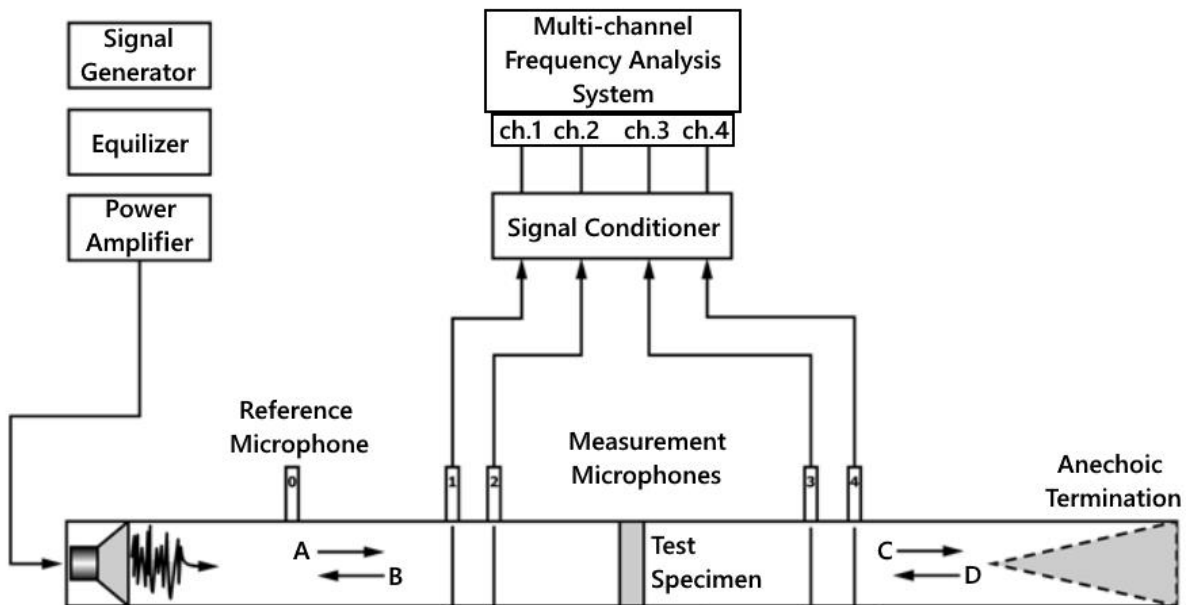 Signal
Generator
Equilizer
Power
Amplifier
Multi-channel
Frequency Analysis
System
ch.1 ch.2 ch.3 ch.4
Signal Conditioner
Reference
Microphone
Measurement
Microphones
Anechoic
Termination
0
1
2
3
4
A
B
Test
Specimen
C
D